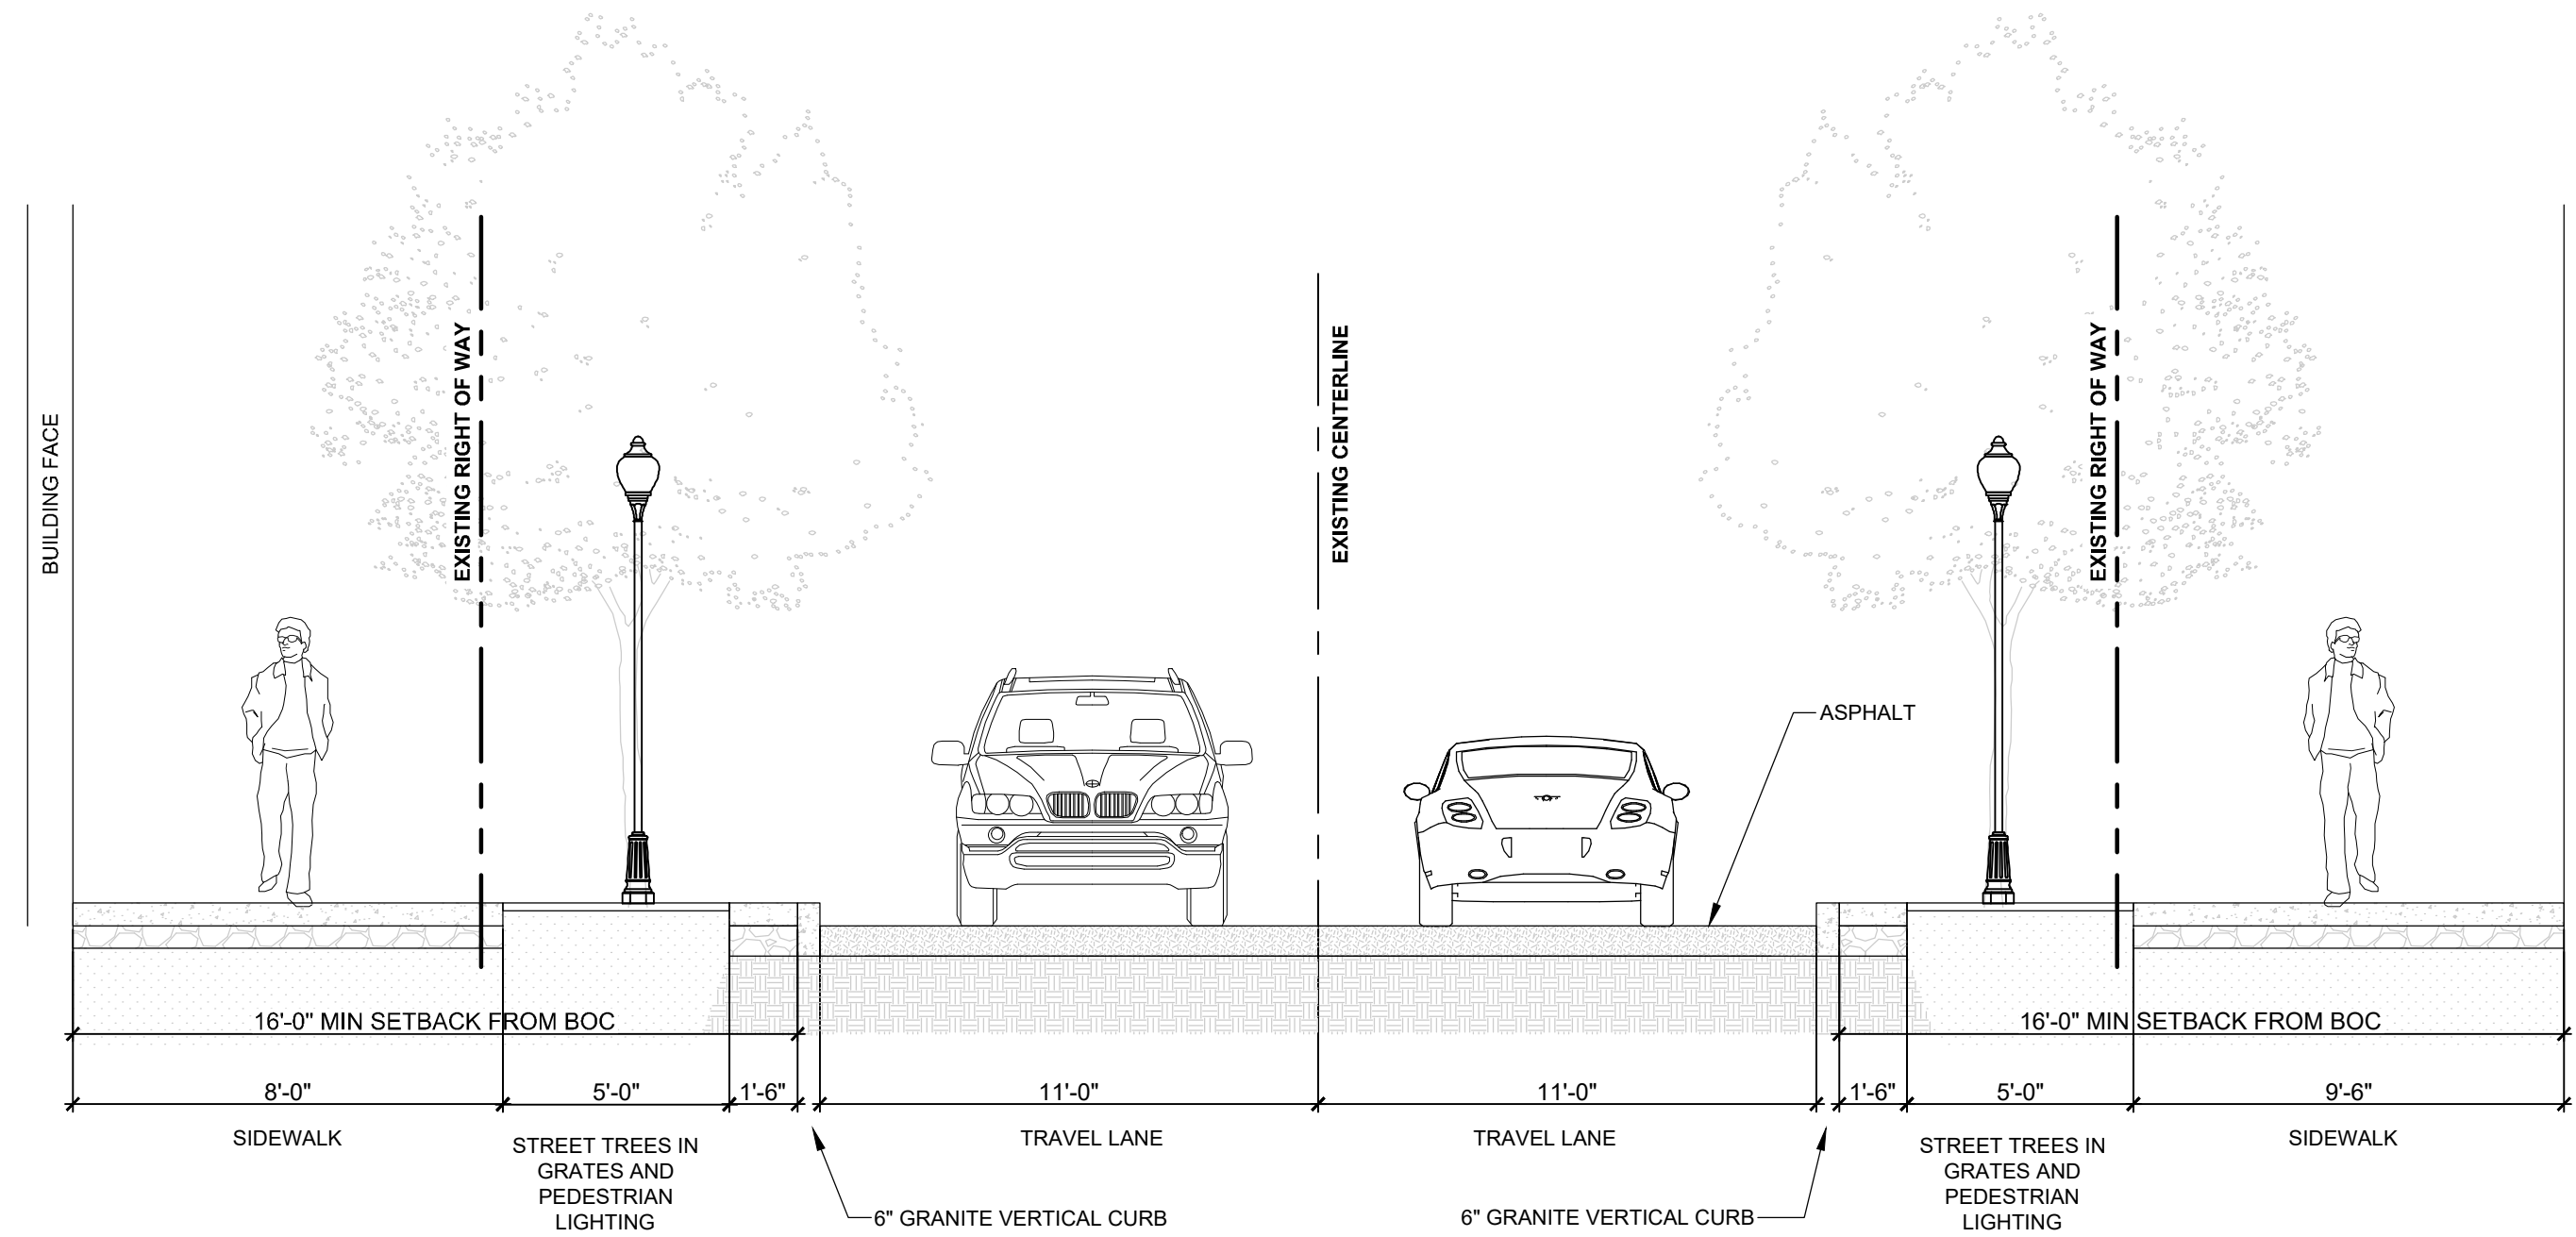 BUILDING FACE
EXISTING RIGHT OF WAY
EXISTING CENTERLINE
EXISTING RIGHT OF WAY
ASPHALT
16'-0" MIN SETBACK FROM BOC
16'-0" MIN SETBACK FROM BOC
8'-0"
5'-0"
1'-6"
11'-0"
11'-0"
1'-6"
5'-0"
9'-6"
SIDEWALK
STREET TREES IN
GRATES AND
PEDESTRIAN
LIGHTING
TRAVEL LANE
TRAVEL LANE
STREET TREES IN
GRATES AND
PEDESTRIAN
LIGHTING
SIDEWALK
6" GRANITE VERTICAL CURB
6" GRANITE VERTICAL CURB